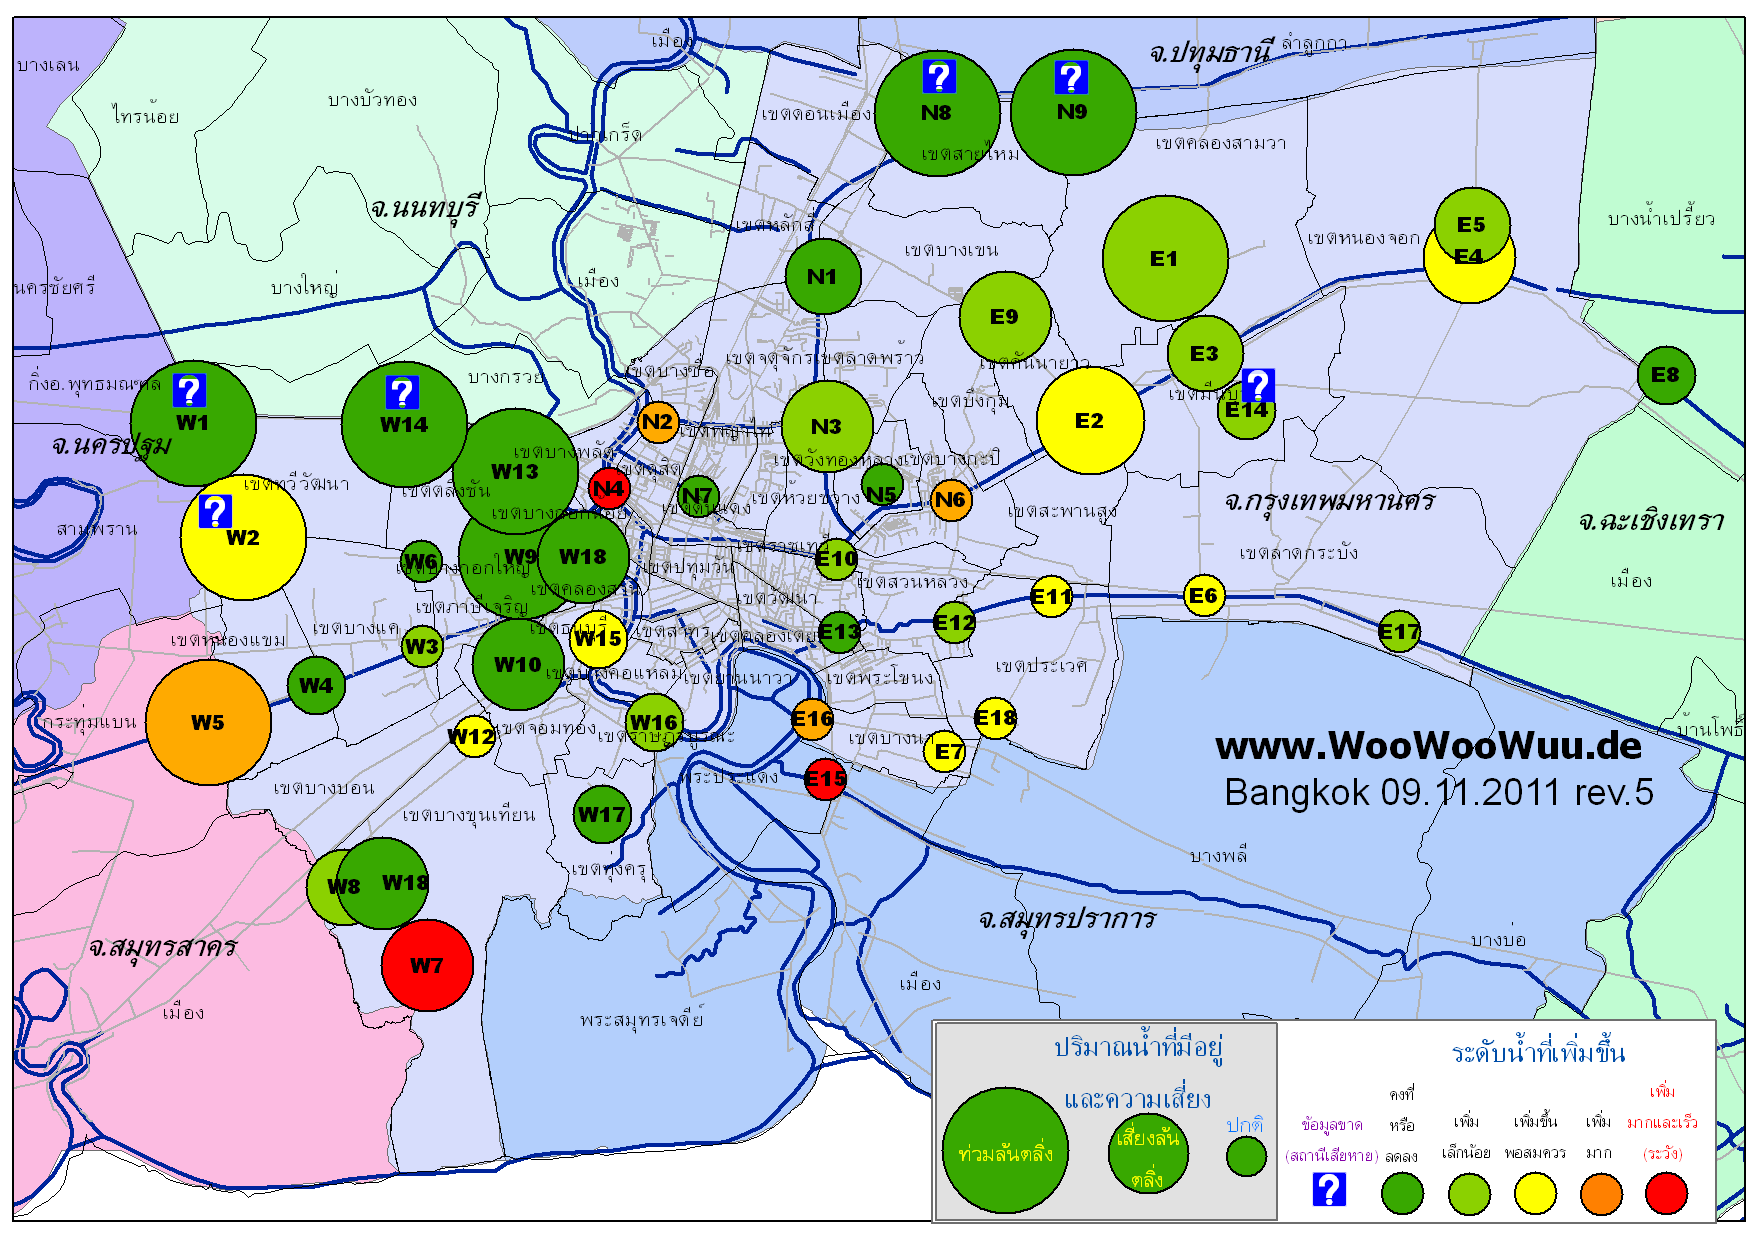 เมือง
จ.ปทุมธานี
ลำลูกกา
บางเลน
ไทรน้อย
บางบัวทอง
ปากเกร็ด
เขตดอนเมือง
N8
N9
เขตสายไหม
เขตคลองสามวา
จ.นนทบุรี
เขตหลักสี่
เขตบางเขน
เขตหนองจอก
E5
E4
บางน้ำเปรี้ยว
E1
นครชัยศรี
บางใหญ่
เมือง
N1
E9
E3
เขตจตุจักร
เขตลาดพร้าว
เขตคันนายาว
เขตบางซื่อ
บางกรวย
E8
กิ่งอ.พุทธมณฑล
W1
W14
N2
เขตพญาไท
N3
เขตบึงกุ่ม
E2
E14
จ.นครปฐม
เขตบางพลัด
W13
เขตดุสิต
เขตวังทองหลาง
เขตบางกะปิ
เขตทวีวัฒนา
เขตตลิ่งชัน
N4
N7
เขตดินแดง
เขตห้วยขวาง
N5
N6
เขตสะพานสูง
จ.กรุงเทพมหานคร
จ.ฉะเชิงเทรา
สามพราน
W2
เขตบางกอกน้อย
W6
W9
W18
เขตบางกอกใหญ่
เขตปทุมวัน
เขตราชเทวี
E10
เขตลาดกระบัง
เมือง
เขตคลองสาน
เขตวัฒนา
เขตสวนหลวง
E11
E6
เขตภาษีเจริญ
เขตบางแค
เขตหนองแขม
W3
เขตธนบุรี
W15
เขตสาทร
เขตคลองเตย
E13
E12
E17
W4
W10
เขตบางคอแหลม
เขตยานนาวา
เขตพระโขนง
เขตประเวศ
กระทุ่มแบน
W5
W12
เขตจอมทอง
W16
เขตราษฎร์บูรณะ
E16
เขตบางนา
E7
E18
บ้านโพธิ์
www.WooWooWuu.de
Bangkok 09.11.2011 rev.5
พระประแดง
E15
เขตบางบอน
เขตบางขุนเทียน
W17
เขตทุ่งครุ
บางพลี
W8
W18
จ.สมุทรสาคร
W7
จ.สมุทรปราการ
บางบ่อ
เมือง
เมือง
พระสมุทรเจดีย์
ปริมาณน้ำที่มีอยู่
และความเสี่ยง
ท่วมล้นตลิ่ง
เสี่ยงล้น
ตลิ่ง
ปกติ
ระดับน้ำที่เพิ่มขึ้น
ข้อมูลขาด
(สถานีเสียหาย)
คงที่
หรือ
ลดลง
เพิ่ม
เล็กน้อย
เพิ่มขึ้น
พอสมควร
เพิ่ม
มาก
เพิ่ม
มากและเร็ว
(ระวัง)